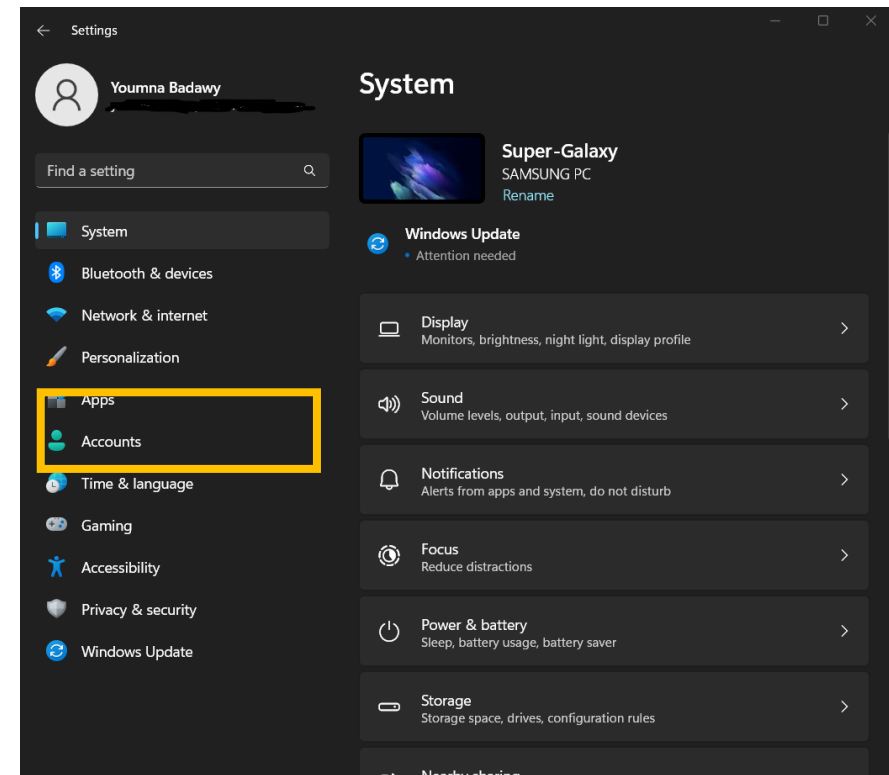 Settings
Youmna Badawy
Find a setting
System
Bluetooth & devices
Network & internet
Personalization
Apps
Accounts
Time & language
Gaming
Accessibility
Privacy & security
Windows Update
System
Super-Galaxy
SAMSUNG PC
Rename
Windows Update
• Attention needed
Display
Monitors, brightness, night light, display profile
Sound
Volume levels, output, input, sound devices
Notifications
Alerts from apps and system, do not disturb
Focus
Reduce distractions
Power & battery
Sleep, battery usage, battery saver
Storage
Storage space, drives, configuration rules
Nearby sharing